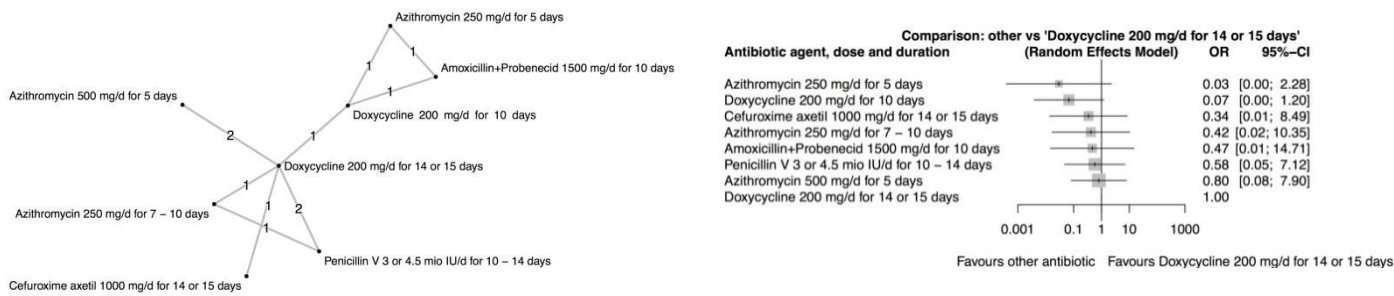 Azithromycin 250 mg/d for 5 days
1
1
Amoxicillin+Probenecid 1500 mg/d for 10 days
1
Azithromycin 500 mg/d for 5 days
Doxycycline 200 mg/d for 10 days
2
1
Doxycycline 200 mg/d for 14 or 15 days
1
1
2
Azithromycin 250 mg/d for 7 – 10 days
1
Penicillin V 3 or 4.5 mio IU/d for 10 – 14 days
Cefuroxime axetil 1000 mg/d for 14 or 15 days
Comparison: other vs 'Doxycycline 200 mg/d for 14 or 15 days'
Antibiotic agent, dose and duration (Random Effects Model) OR 95%–CI
Azithromycin 250 mg/d for 5 days 0.03 [0.00; 2.28]
Doxycycline 200 mg/d for 10 days 0.07 [0.00; 1.20]
Cefuroxime axetil 1000 mg/d for 14 or 15 days 0.34 [0.01; 8.49]
Azithromycin 250 mg/d for 7 – 10 days 0.42 [0.02; 10.35]
Amoxicillin+Probenecid 1500 mg/d for 10 days 0.47 [0.01; 14.71]
Penicillin V 3 or 4.5 mio IU/d for 10 – 14 days 0.58 [0.05; 7.12]
Azithromycin 500 mg/d for 5 days 0.80 [0.08; 7.90]
Doxycycline 200 mg/d for 14 or 15 days 1.00
0.001 0.1 1 10 1000
Favours other antibiotic Favours Doxycycline 200 mg/d for 14 or 15 days